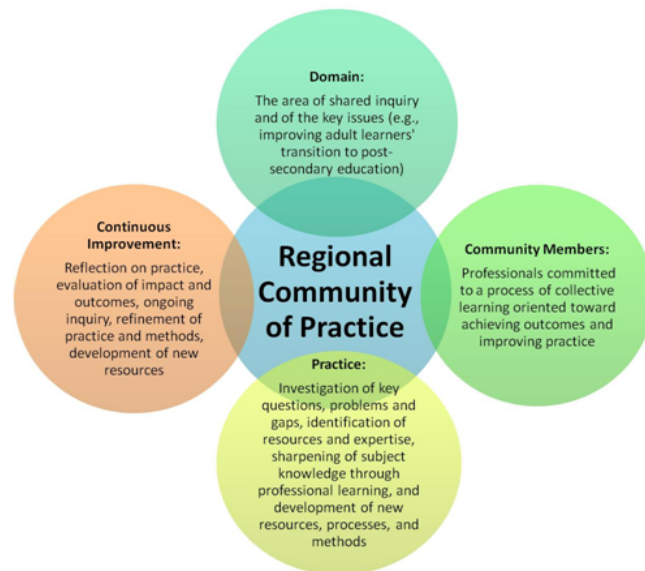 Domain:
The area of shared inquiry
and of the key issues (e.g.,
improving adult learners'
transition to post-
secondary education)
Continuous
Improvement:
Reflection on practice,
evaluation of impact and
outcomes, ongoing
inquiry, refinement of
practice and methods,
development of new
resources
Regional
Community
of Practice
Community Members:
Professionals committed
to a process of collective
learning oriented toward
achieving outcomes and
improving practice
Practice:
Investigation of key
questions, problems and
gaps, identification of
resources and expertise,
sharpening of subject
knowledge through
professional learning, and
development of new
resources, processes, and
methods